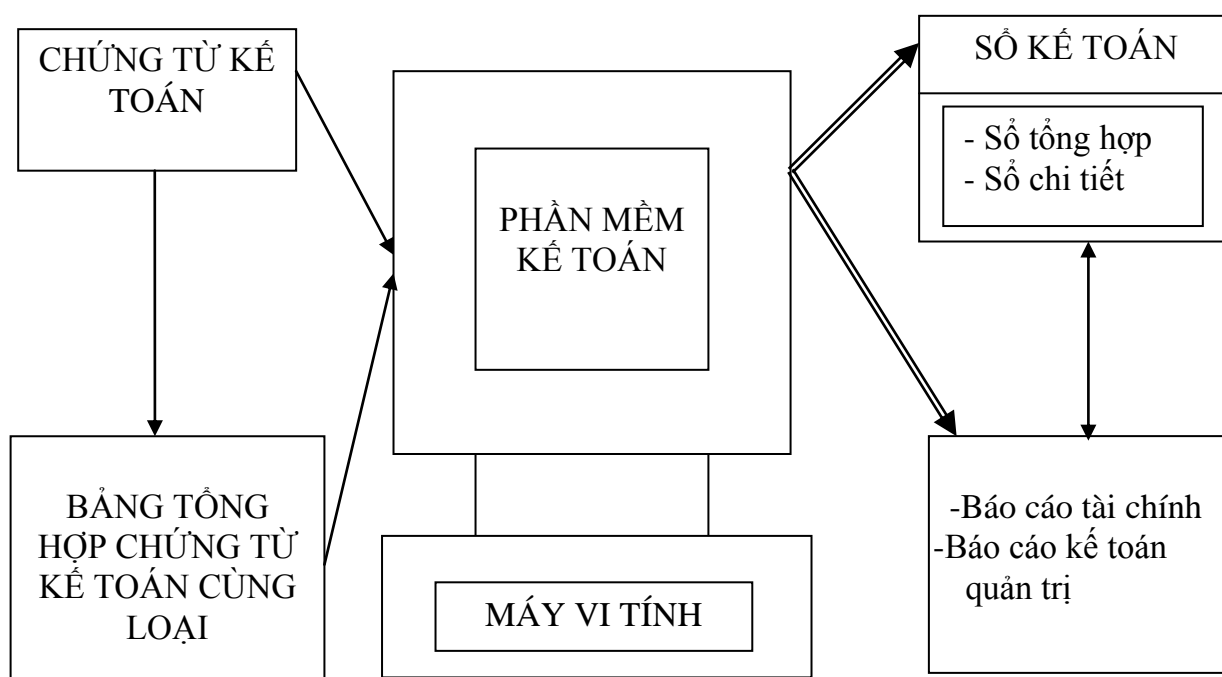 CHỨNG TỪ KẾ
TOÁN
BẢNG TỔNG
HỢP CHỨNG TỪ
KẾ TOÁN CÙNG
LOẠI
PHẦN MỀM
KẾ TOÁN
MÁY VI TÍNH
SỔ KẾ TOÁN
- Sổ tổng hợp
- Sổ chi tiết
-Báo cáo tài chính
-Báo cáo kế toán
quản trị